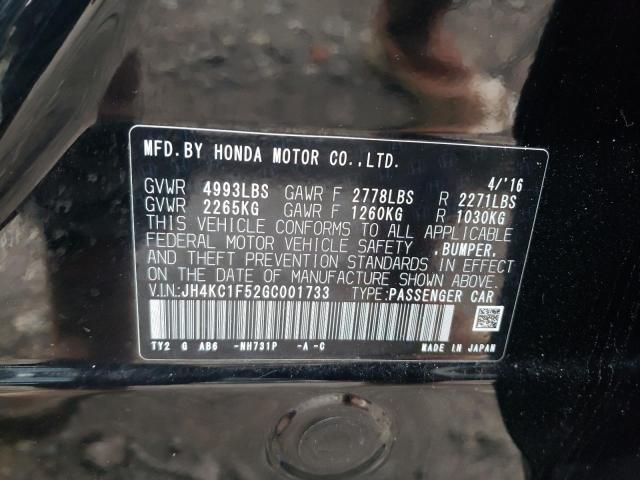 MFD.BY HONDA MOTOR CO.,LTD.
4/'16
GVWR 4993LBS GAWR F 2778LBS R 2271LBS
GVWR 2265KG GAWR F 1260KG R 1030KG
THIS VEHICLE CONFORMS TO ALL APPLICABLE
FEDERAL MOTOR VEHICLE SAFETY ,BUMPER,
AND THEFT PREVENTION STANDARDS IN EFFECT
ON THE DATE OF MANUFACTURE SHOWN ABOVE.
V.I.N:JH4KC1F52GC001733 TYPE:PASSENGER CAR
TY2 G AB6 -NH731P -A-C MADE IN JAPAN